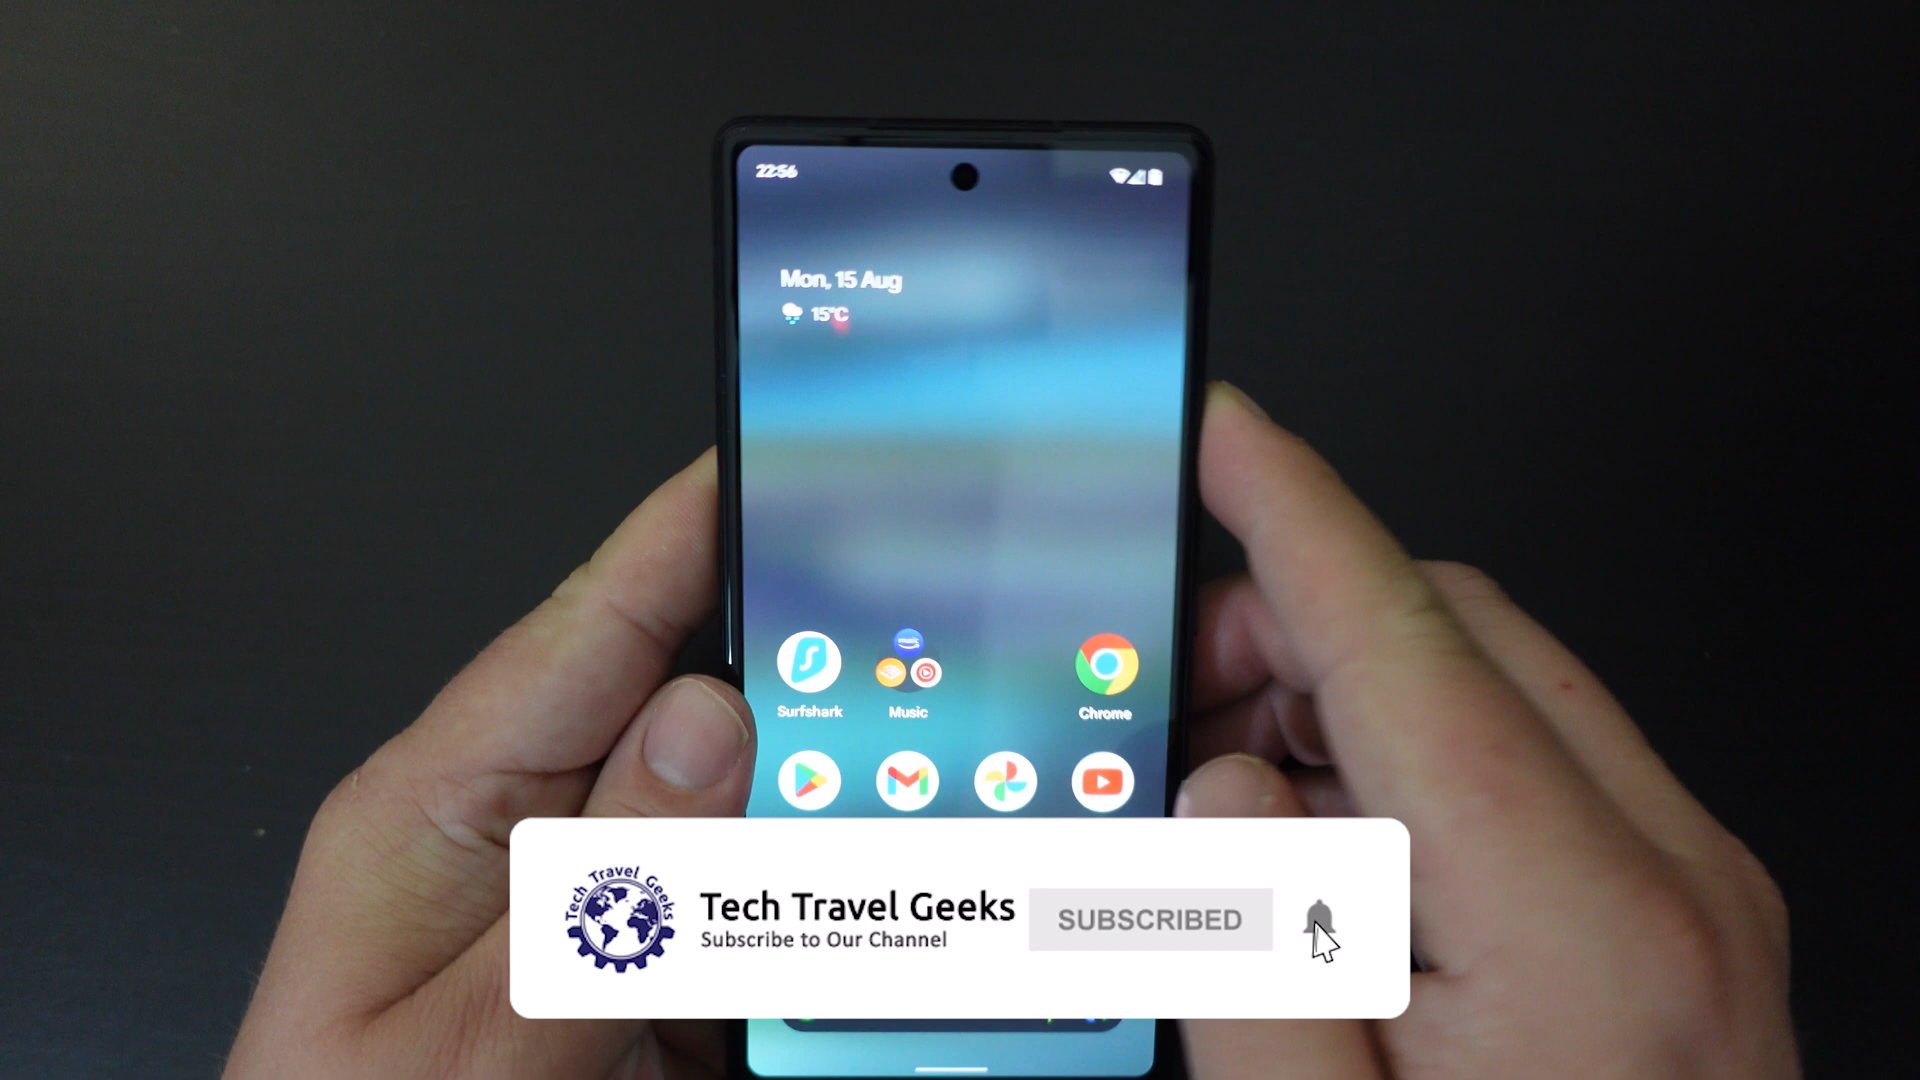 22:56
Mon, 15 Aug
15°C
music
Surfshark
Music
Chrome
Tech Travel Geeks
Tech Travel Geeks
SUBSCRIBED
Subscribe to Our Channel